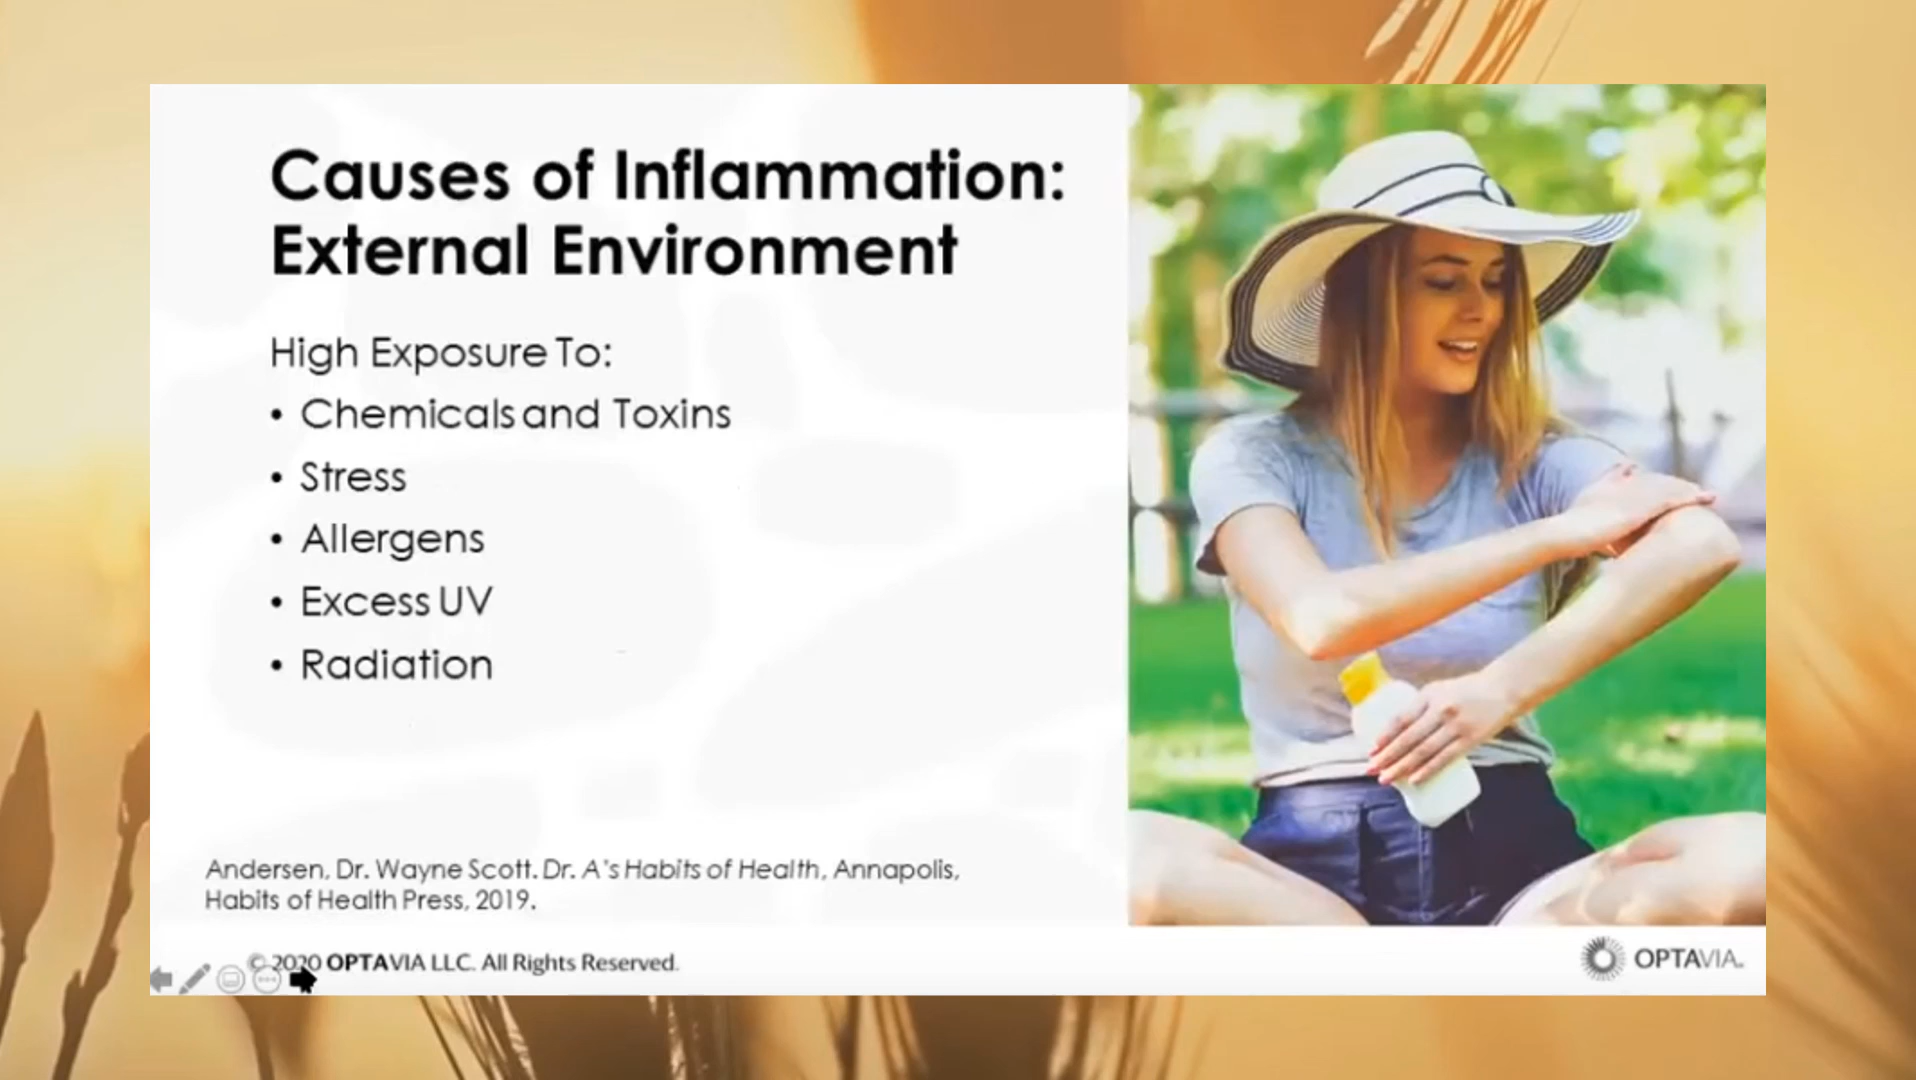 Causes of Inflammation:
External Environment
High Exposure To:
• Chemicals and Toxins
• Stress
• Allergens
• Excess UV
• Radiation
Andersen, Dr. Wayne Scott. Dr. A's Habits of Health, Annapolis,
Habits of Health Press, 2019.
© 2020 OPTAVIA LLC. All Rights Reserved.
OPTAVIA